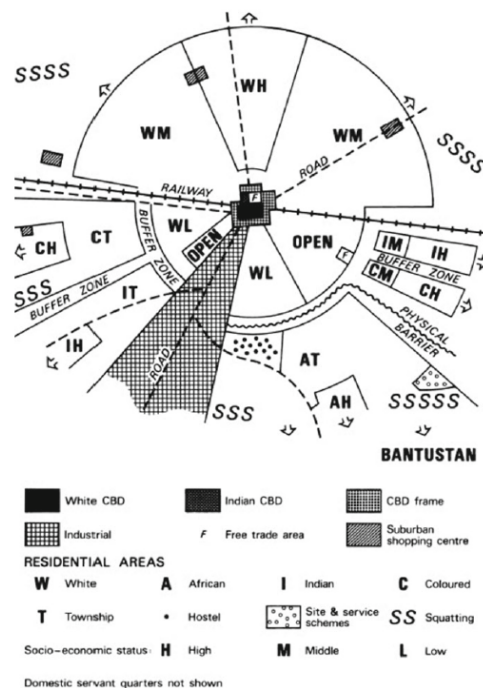 SSSS
WH
WM
WM
SSSS
ROAD
RAILWAY
F
CH
CT
BUFFER ZONE
WL
OPEN
OPEN
F
IM
IH
BUFFER ZONE
CM
CH
WL
SSS
BUFFER ZONE
IT
IH
PHYSICAL
BARRIER
ROAD
SSS
AT
AH
SSSSS
BANTUSTAN
White CBD
Indian CBD
CBD frame
Industrial
F Free trade area
Suburban
shopping centre
RESIDENTIAL AREAS
W White
A African
I Indian
C Coloured
T Township
• Hostel
Site & service
schemes
SS Squatting
Socio-economic status: H High
M Middle
L Low
Domestic servant quarters not shown